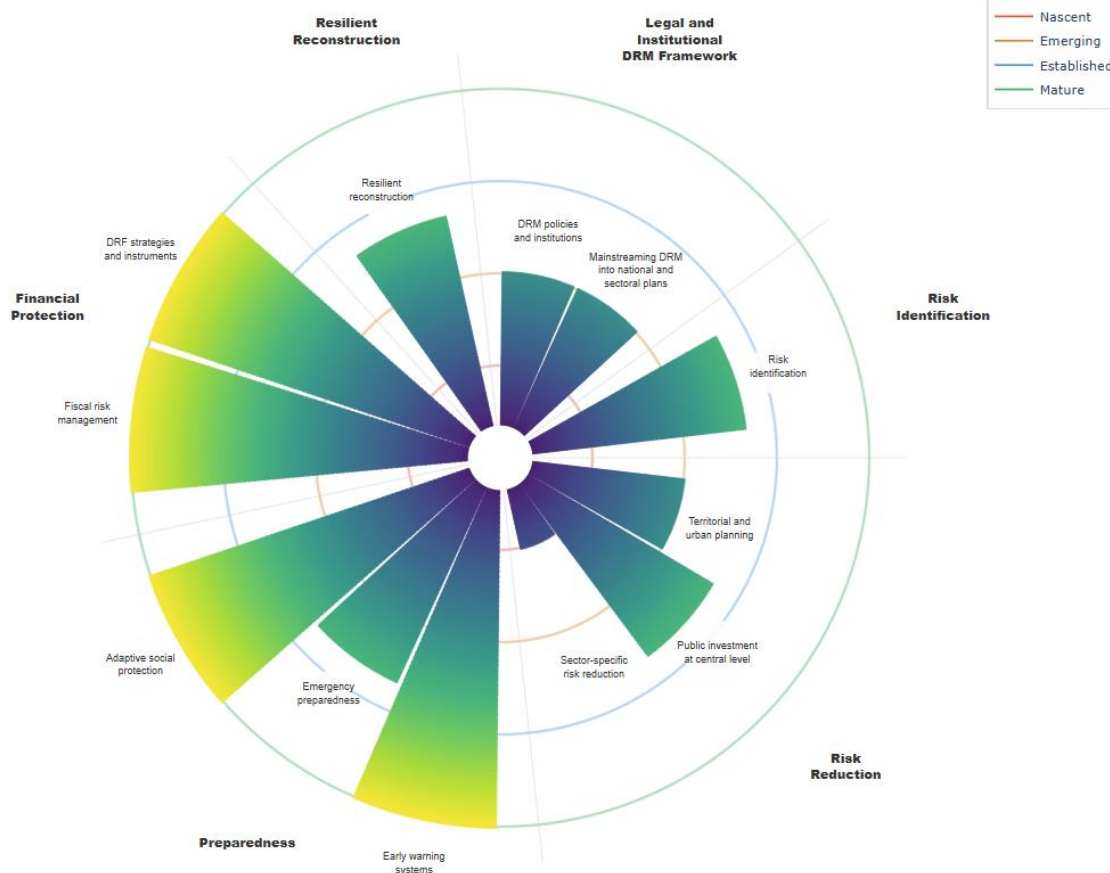 Nascent
Emerging
Established
Mature
Resilient
Reconstruction
Legal and
Institutional
DRM Framework
Resilient
reconstruction
DRM policies
and institutions
Mainstreaming DRM
into national and
sectoral plans
DRF strategies
and instruments
Financial
Protection
Risk
Identification
Risk
identification
Fiscal risk
management
Territorial and
urban planning
Public investment
at central level
Sector-specific
risk reduction
Adaptive social
protection
Emergency
preparedness
Risk
Reduction
Preparedness
Early warning
systems